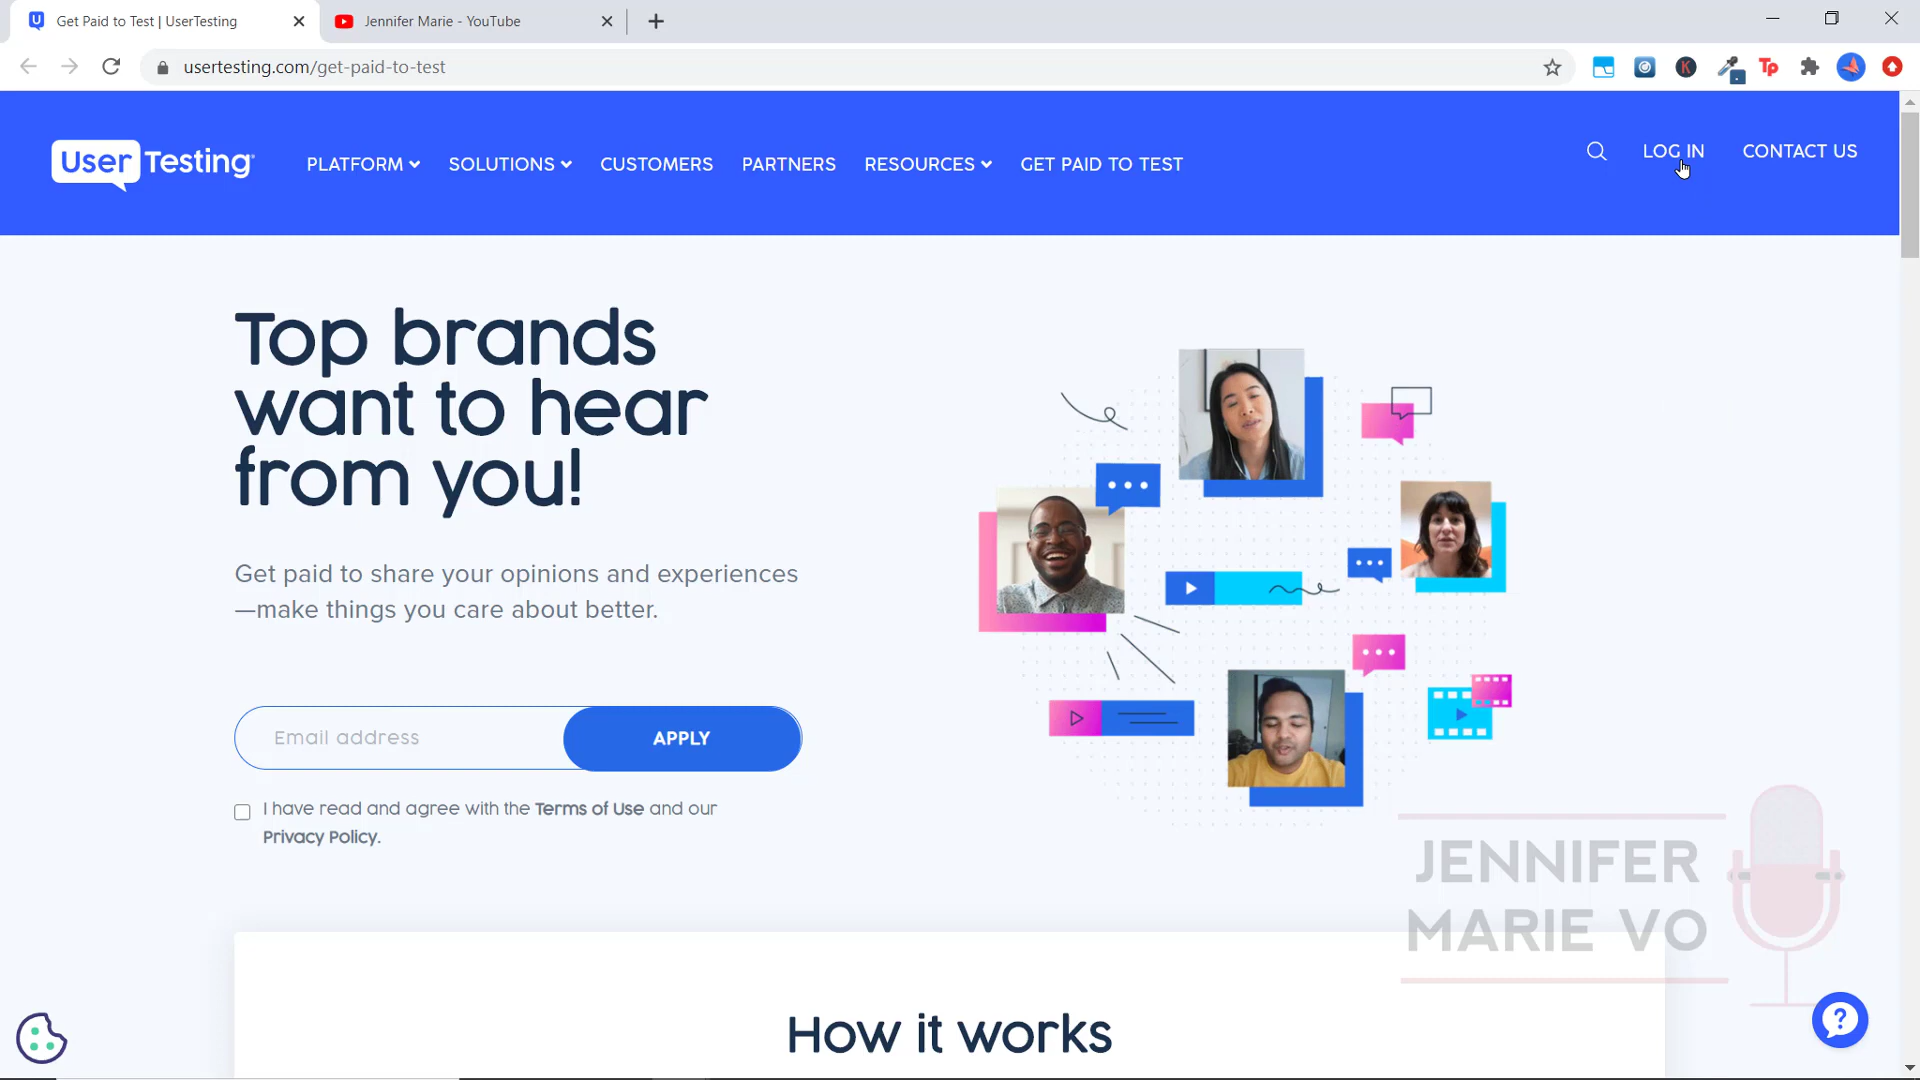 Get Paid to Test | UserTesting
Jennifer Marie - YouTube
usertesting.com/get-paid-to-test
K
Tp
User Testing
PLATFORM
SOLUTIONS
CUSTOMERS
PARTNERS
RESOURCES
GET PAID TO TEST
LOG IN
CONTACT US
Top brands
want to hear
from you!
Get paid to share your opinions and experiences
—make things you care about better.
Email address
APPLY
I have read and agree with the Terms of Use and our
Privacy Policy.
JENNIFER
MARIE VO
How it works
?